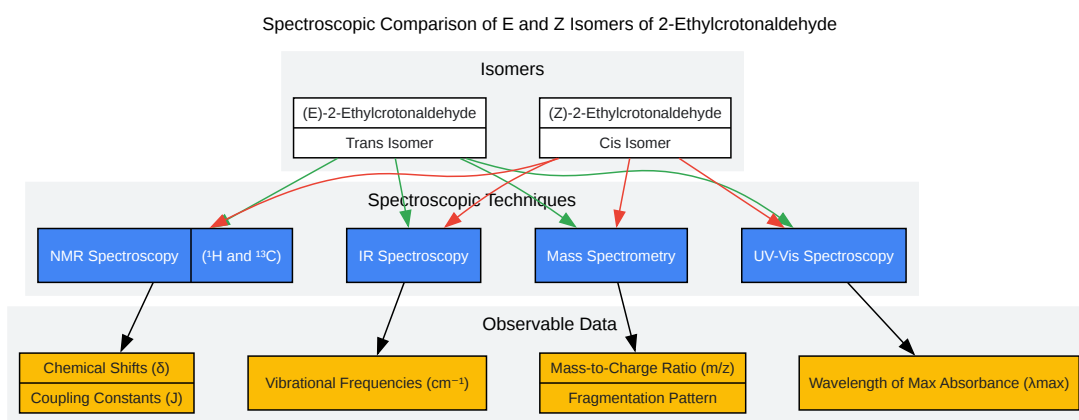 Spectroscopic Comparison of E and Z Isomers of 2-Ethylcrotonaldehyde
Isomers
(E)-2-Ethylcrotonaldehyde
Trans Isomer
(Z)-2-Ethylcrotonaldehyde
Cis Isomer
Spectroscopic Techniques
NMR Spectroscopy
(¹H and ¹³C)
IR Spectroscopy
Mass Spectrometry
UV-Vis Spectroscopy
Observable Data
Chemical Shifts (δ)
Coupling Constants (J)
Vibrational Frequencies (cm⁻¹)
Mass-to-Charge Ratio (m/z)
Fragmentation Pattern
Wavelength of Max Absorbance (λmax)